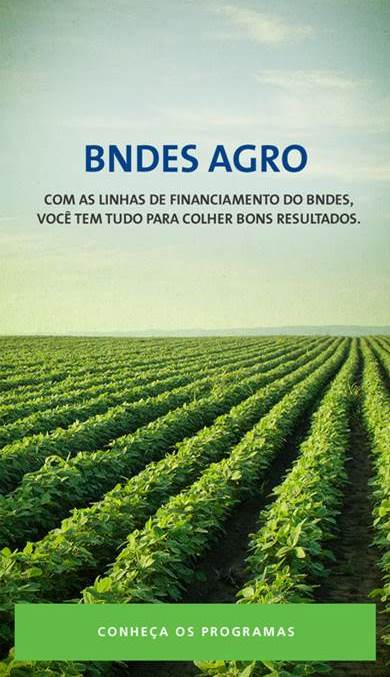 BNDES AGRO
COM AS LINHAS DE FINANCIAMENTO DO BNDES,
VOCÊ TEM TUDO PARA COLHER BONS RESULTADOS.
CONHEÇA OS PROGRAMAS